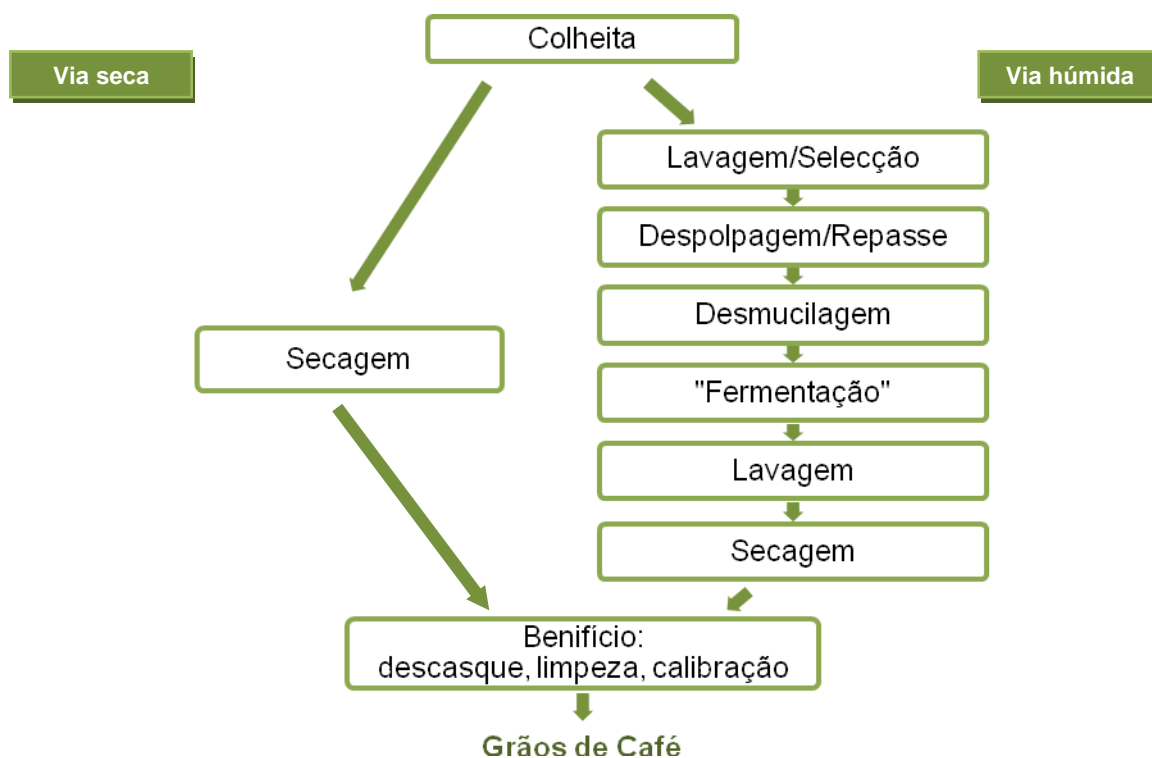 Colheita
Via seca
Via húmida
Lavagem/Selecção
Despolpagem/Repasse
Desmucilagem
"Fermentação"
Lavagem
Secagem
Secagem
Benifício:
descasque, limpeza, calibração
Grãos de Café